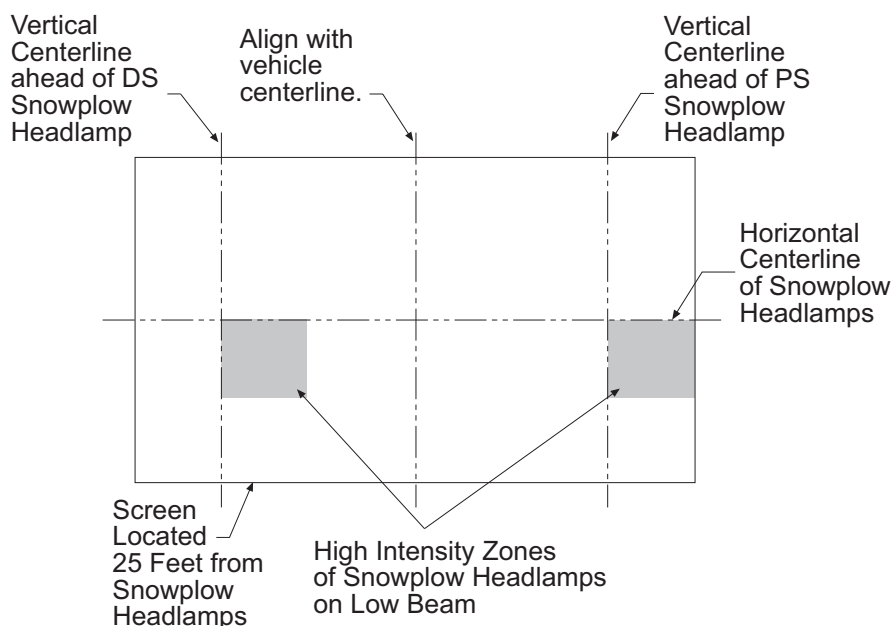 Vertical
Centerline
ahead of DS
Snowplow
Headlamp
Align with
vehicle
centerline.
Vertical
Centerline
ahead of PS
Snowplow
Headlamp
Horizontal
Centerline
of Snowplow
Headlamps
Screen
Located
25 Feet from
Snowplow
Headlamps
High Intensity Zones
of Snowplow Headlamps
on Low Beam